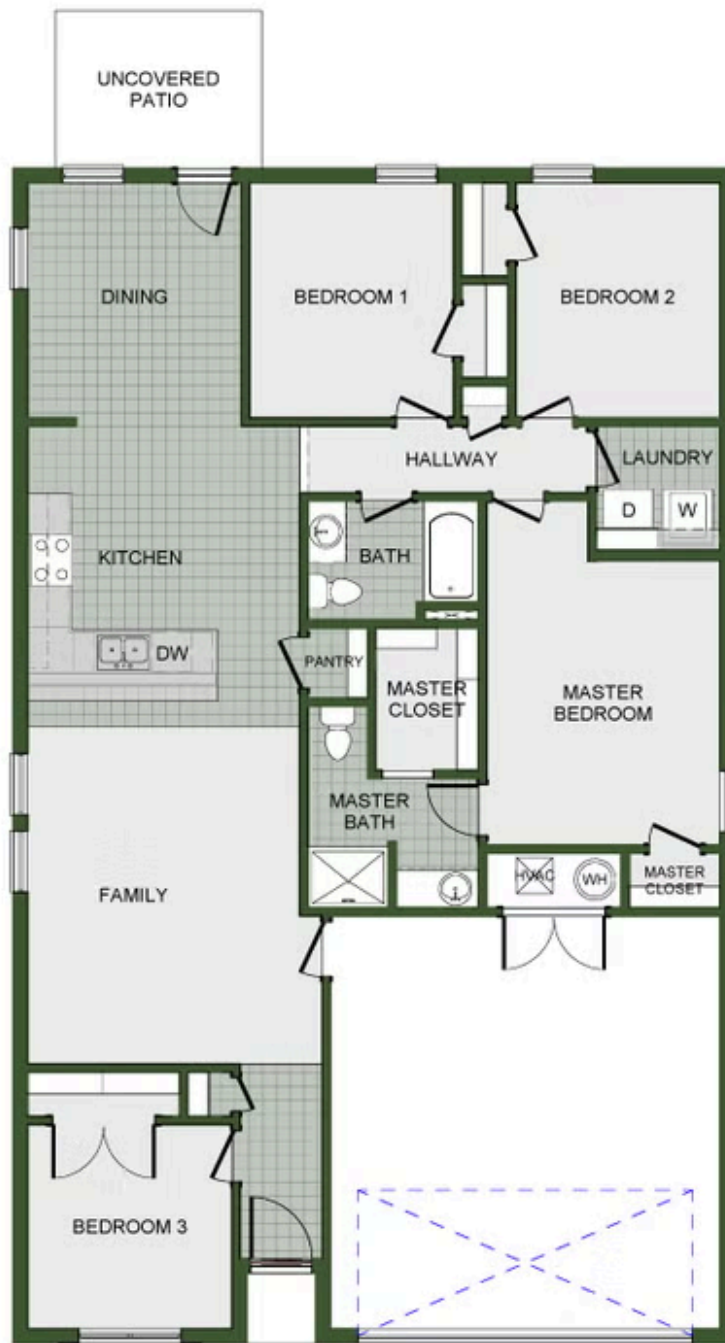 UNCOVERED
PATIO
DINING
BEDROOM 1
BEDROOM 2
HALLWAY
LAUNDRY
D
W
KITCHEN
BATH
DW
PANTRY
MASTER
CLOSET
MASTER
BEDROOM
MASTER
BATH
FAMILY
HVAC
WH
MASTER
CLOSET
BEDROOM 3